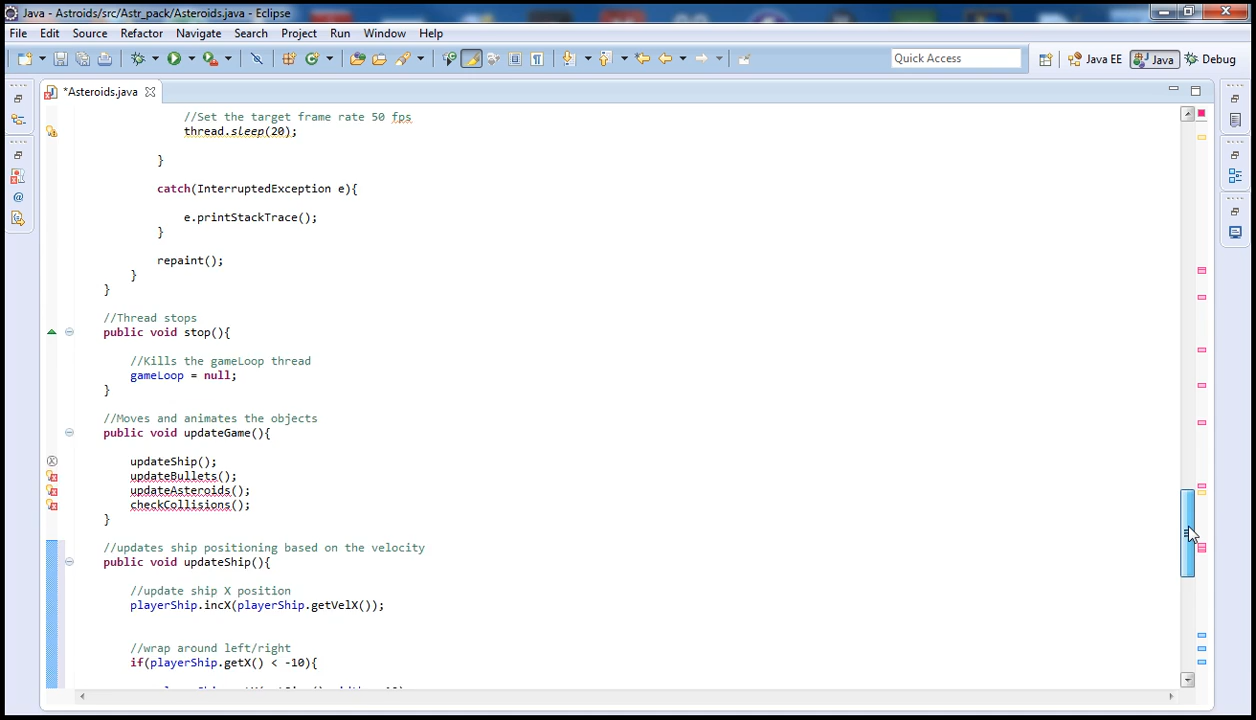 Java - Astroids/src/Astr_pack/Asteroids.java - Eclipse
File Edit Source Refactor Navigate Search Project Run Window Help
Quick Access
Java EE
Java
Debug
*Asteroids.java
//Set the target frame rate 50 fps
thread.sleep(20);
}
catch(InterruptedException e){
e.printStackTrace();
}
repaint();
}
}
//Thread stops
public void stop(){
//Kills the gameLoop thread
gameLoop = null;
}
//Moves and animates the objects
public void updateGame(){
updateShip();
updateBullets();
updateAsteroids();
checkCollisions();
}
//updates ship positioning based on the velocity
public void updateShip(){
//update ship X position
playerShip.incX(playerShip.getVelX());
//wrap around left/right
if(playerShip.getX() < -10){